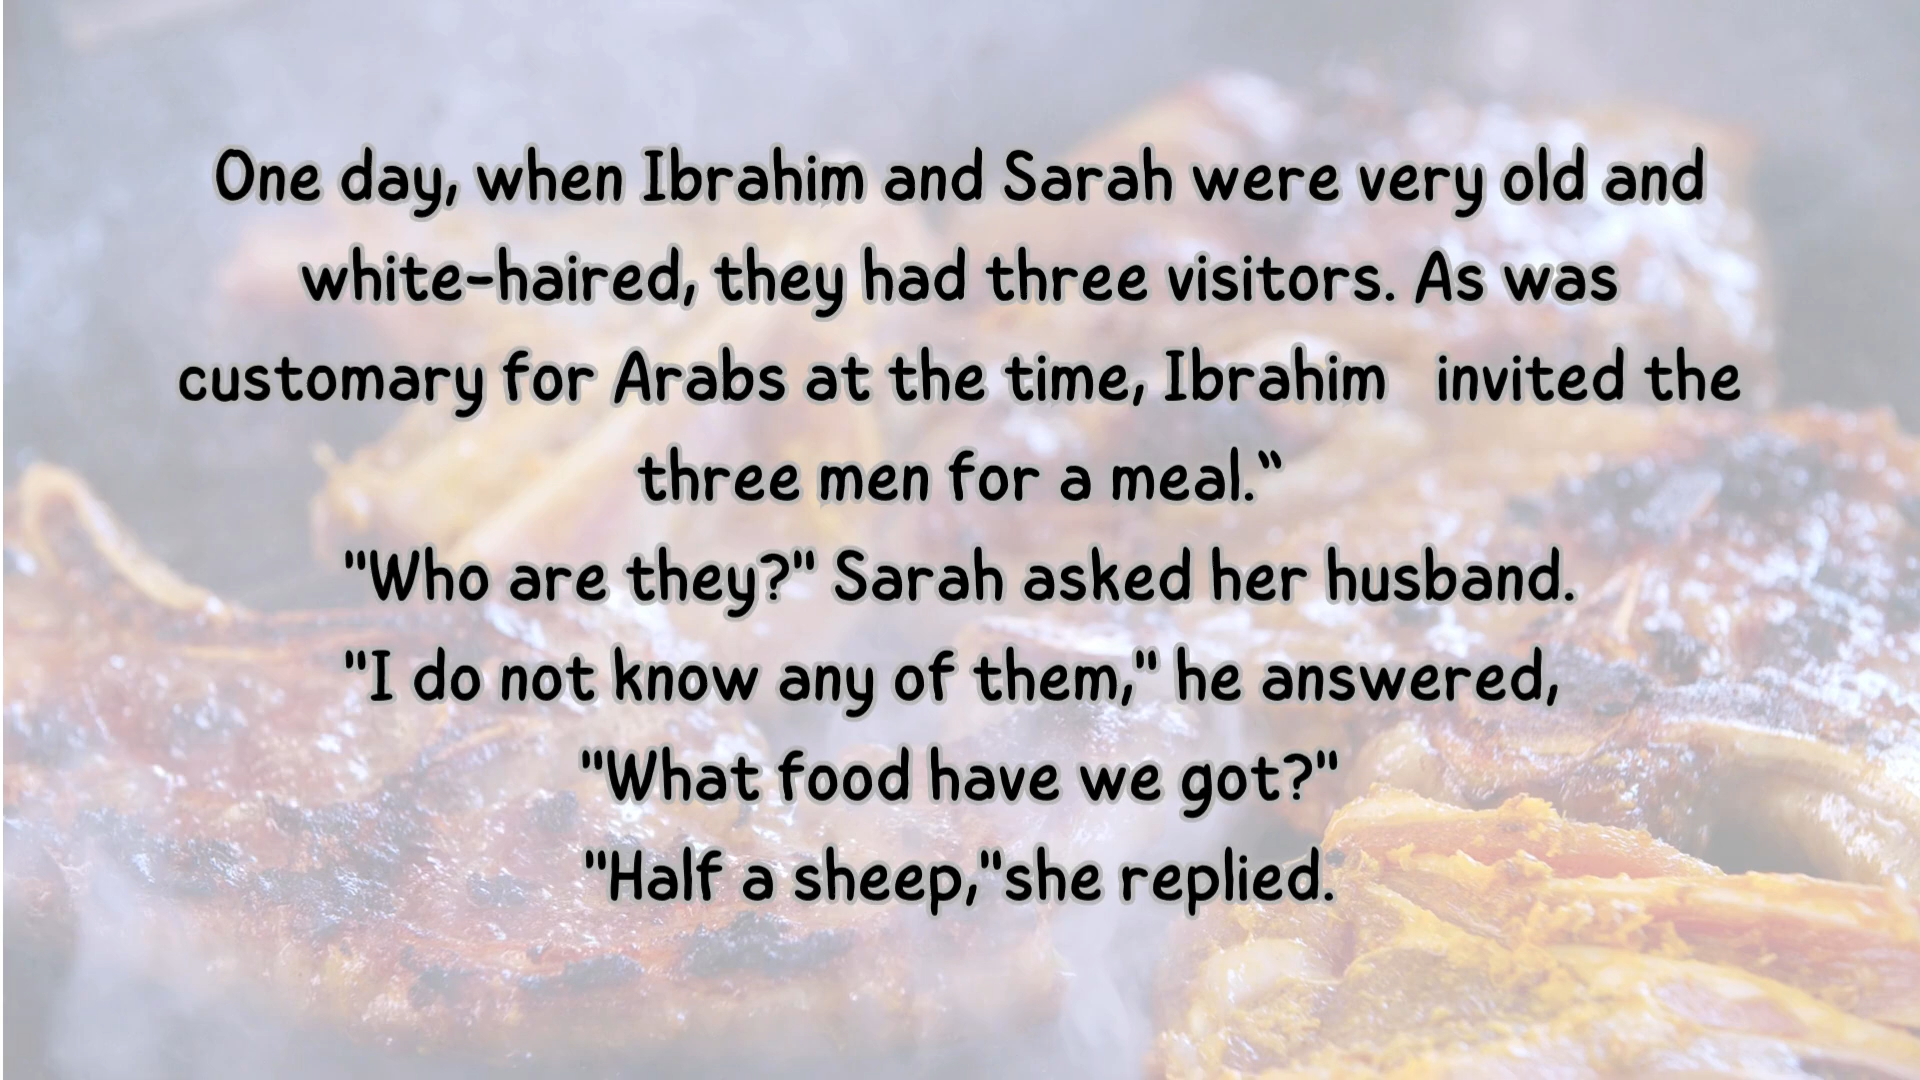 One day, when Ibrahim and Sarah were very old and
white-haired, they had three visitors. As was
customary for Arabs at the time, Ibrahim   invited the
three men for a meal.“
"Who are they?" Sarah asked her husband.
"I do not know any of them," he answered,
"What food have we got?"
"Half a sheep,"she replied.